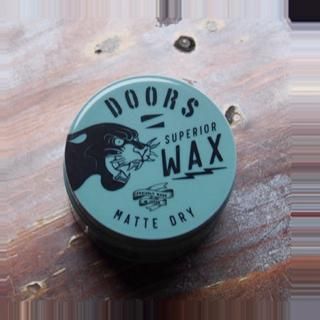 DOORS
SUPERIOR
WAX
MATTE DRY